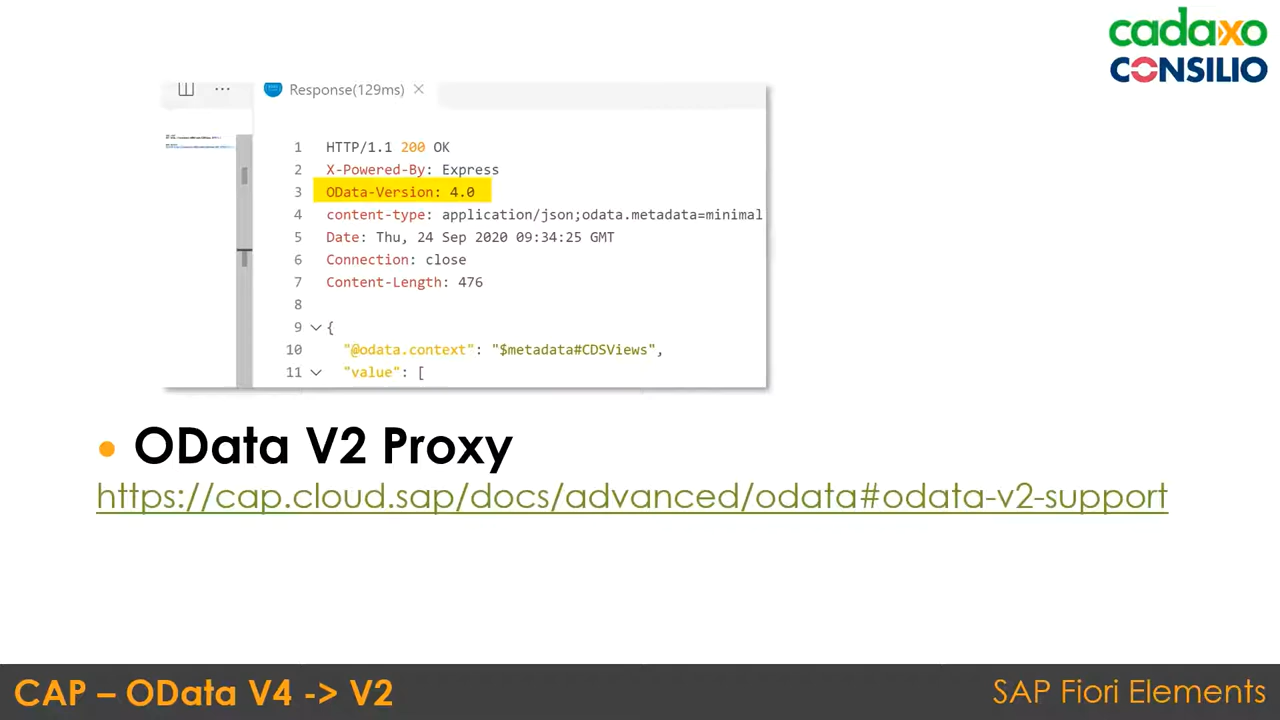 cadaxo
CONSILIO
Response(129ms)
1 HTTP/1.1 200 OK
2 X-Powered-By: Express
3 OData-Version: 4.0
4 content-type: application/json;odata.metadata=minimal
5 Date: Thu, 24 Sep 2020 09:34:25 GMT
6 Connection: close
7 Content-Length: 476
8
9 {
10 "@odata.context": "$metadata#CDSViews",
11 "value": [
• OData V2 Proxy
https://cap.cloud.sap/docs/advanced/odata#odata-v2-support
CAP – OData V4 -> V2
SAP Fiori Elements